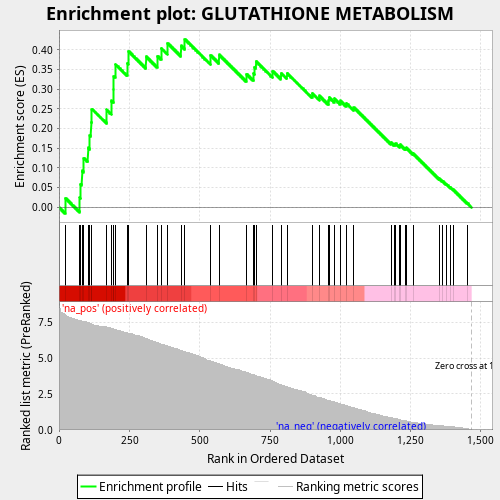 Enrichment plot: GLUTATHIONE METABOLISM
Enrichment score (ES)
0.40
0.35
0.30
0.25
0.20
0.15
0.10
0.05
0.00
'na_pos' (positively correlated)
Ranked list metric (PreRanked)
7.5
5.0
2.5
0.0
Zero cross at 1
'na_neg' (negatively correlated)
0 250 500 750 1,000 1,250 1,500
Rank in Ordered Dataset
Enrichment profile Hits Ranking metric scores